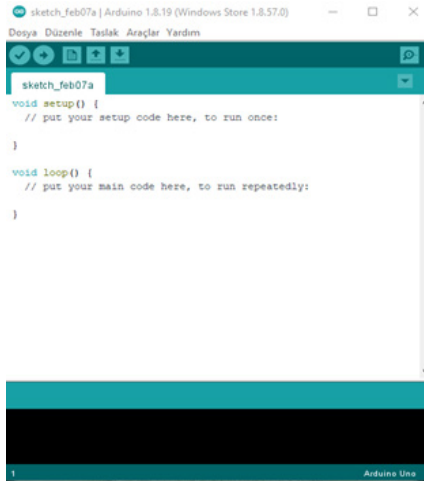 sketch_feb07a | Arduino 1.8.19 (Windows Store 1.8.57.0)
Dosya Düzenle Taslak Araçlar Yardım
sketch_feb07a
void setup() {
  // put your setup code here, to run once:
}
void loop() {
  // put your main code here, to run repeatedly:
}
1 Arduino Uno